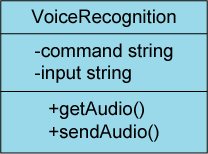 VoiceRecognition
-command string
-input string
+getAudio()
+sendAudio()